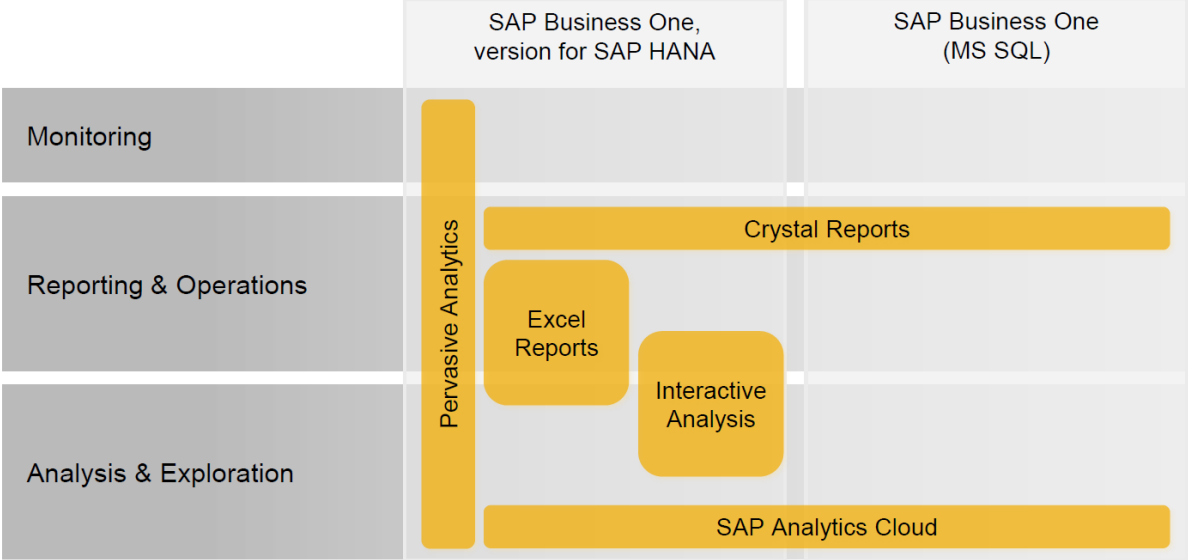 SAP Business One,
version for SAP HANA
SAP Business One
(MS SQL)
Monitoring
Reporting & Operations
Analysis & Exploration
Pervasive Analytics
Crystal Reports
Excel
Reports
Interactive
Analysis
SAP Analytics Cloud